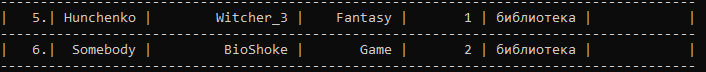 | 5.| Hunchenko | Witcher_3 | Fantasy | 1 | библиотека | |
| 6.| Somebody | BioShoke | Game | 2 | библиотека | |